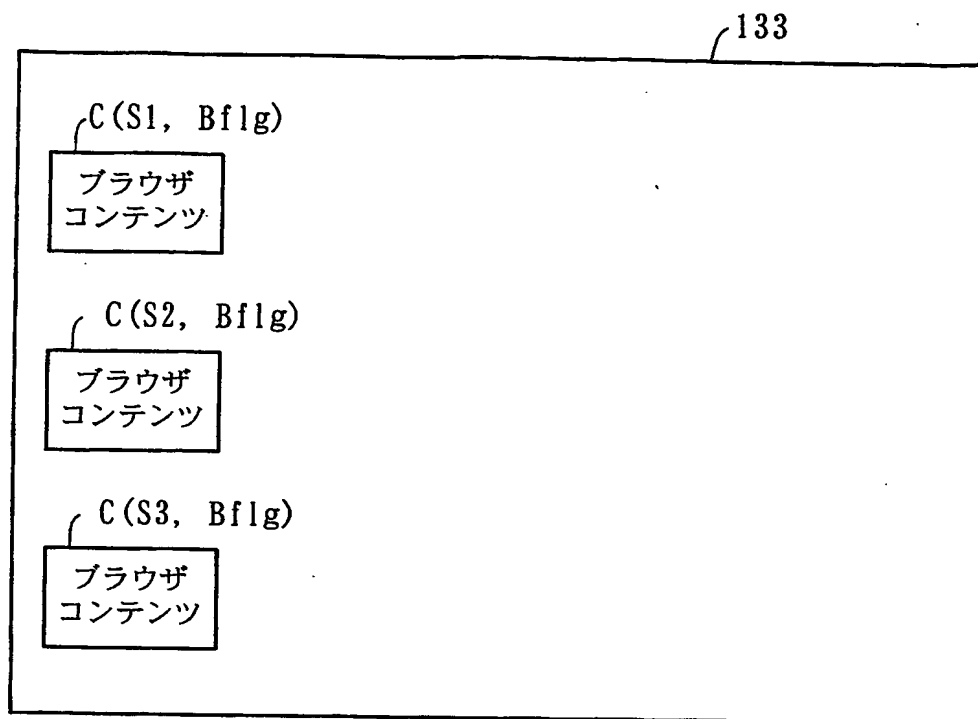 133
C(S1, Bflg)
ブラウザ
コンテンツ
C(S2, Bflg)
ブラウザ
コンテンツ
C(S3, Bflg)
ブラウザ
コンテンツ